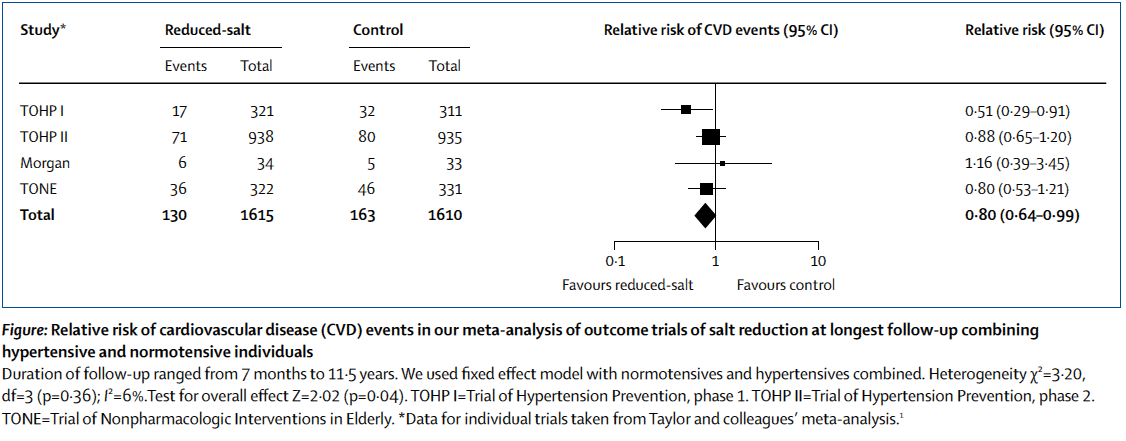 Study* Reduced-salt Control Relative risk of CVD events (95% CI) Relative risk (95% CI)
Events Total Events Total
TOHP I 17 321 32 311 0·51 (0·29–0·91)
TOHP II 71 938 80 935 0·88 (0·65–1·20)
Morgan 6 34 5 33 1·16 (0·39–3·45)
TONE 36 322 46 331 0·80 (0·53–1·21)
Total 130 1615 163 1610 0·80 (0·64–0·99)
0·1 1 10
Favours reduced-salt Favours control
Figure: Relative risk of cardiovascular disease (CVD) events in our meta-analysis of outcome trials of salt reduction at longest follow-up combining
hypertensive and normotensive individuals
Duration of follow-up ranged from 7 months to 11·5 years. We used fixed effect model with normotensives and hypertensives combined. Heterogeneity χ²=3·20,
df=3 (p=0·36); I²=6%.Test for overall effect Z=2·02 (p=0·04). TOHP I=Trial of Hypertension Prevention, phase 1. TOHP II=Trial of Hypertension Prevention, phase 2.
TONE=Trial of Nonpharmacologic Interventions in Elderly. *Data for individual trials taken from Taylor and colleagues’ meta-analysis.¹